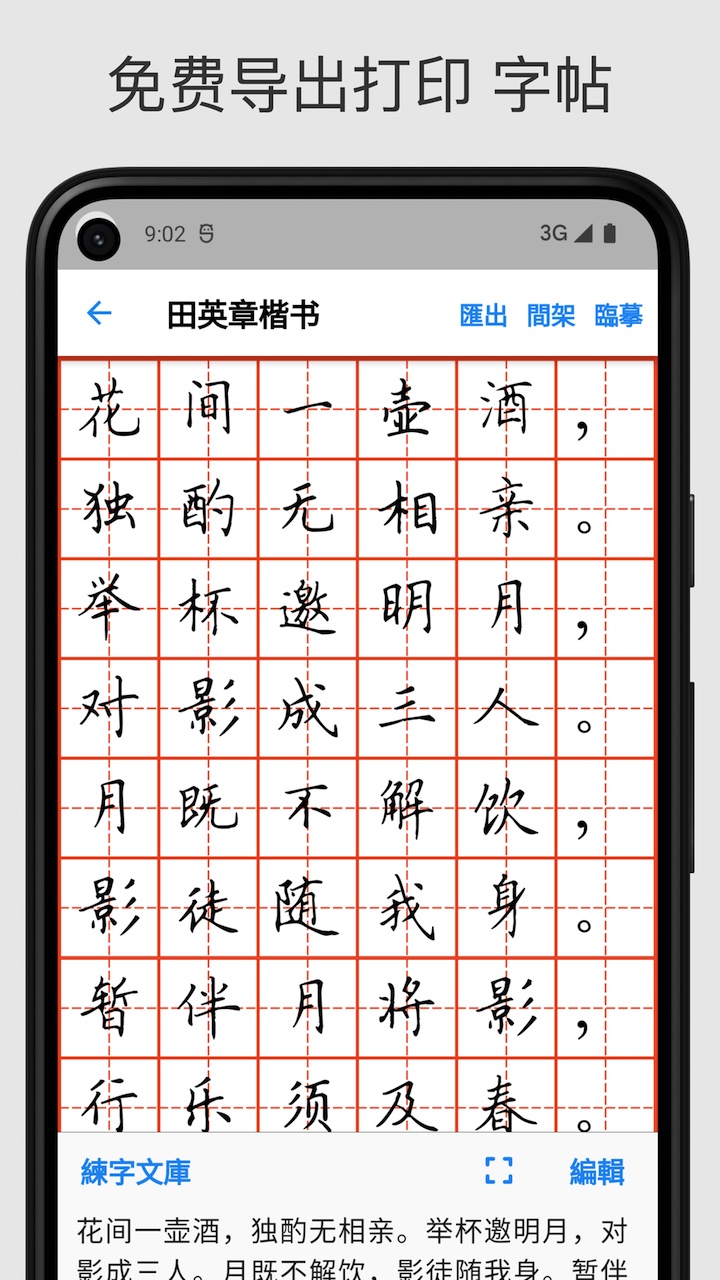 免费导出打印 字帖
9:02 3G
田英章楷书 匯出 間架 臨摹
花间一壶酒，
独酌无相亲。
举杯邀明月，
对影成三人。
月既不解饮，
影徒随我身。
暂伴月将影，
行乐须及春。
練字文庫 編輯
花间一壶酒，独酌无相亲。举杯邀明月，对
影成三人。月既不解饮，影徒随我身。暂伴